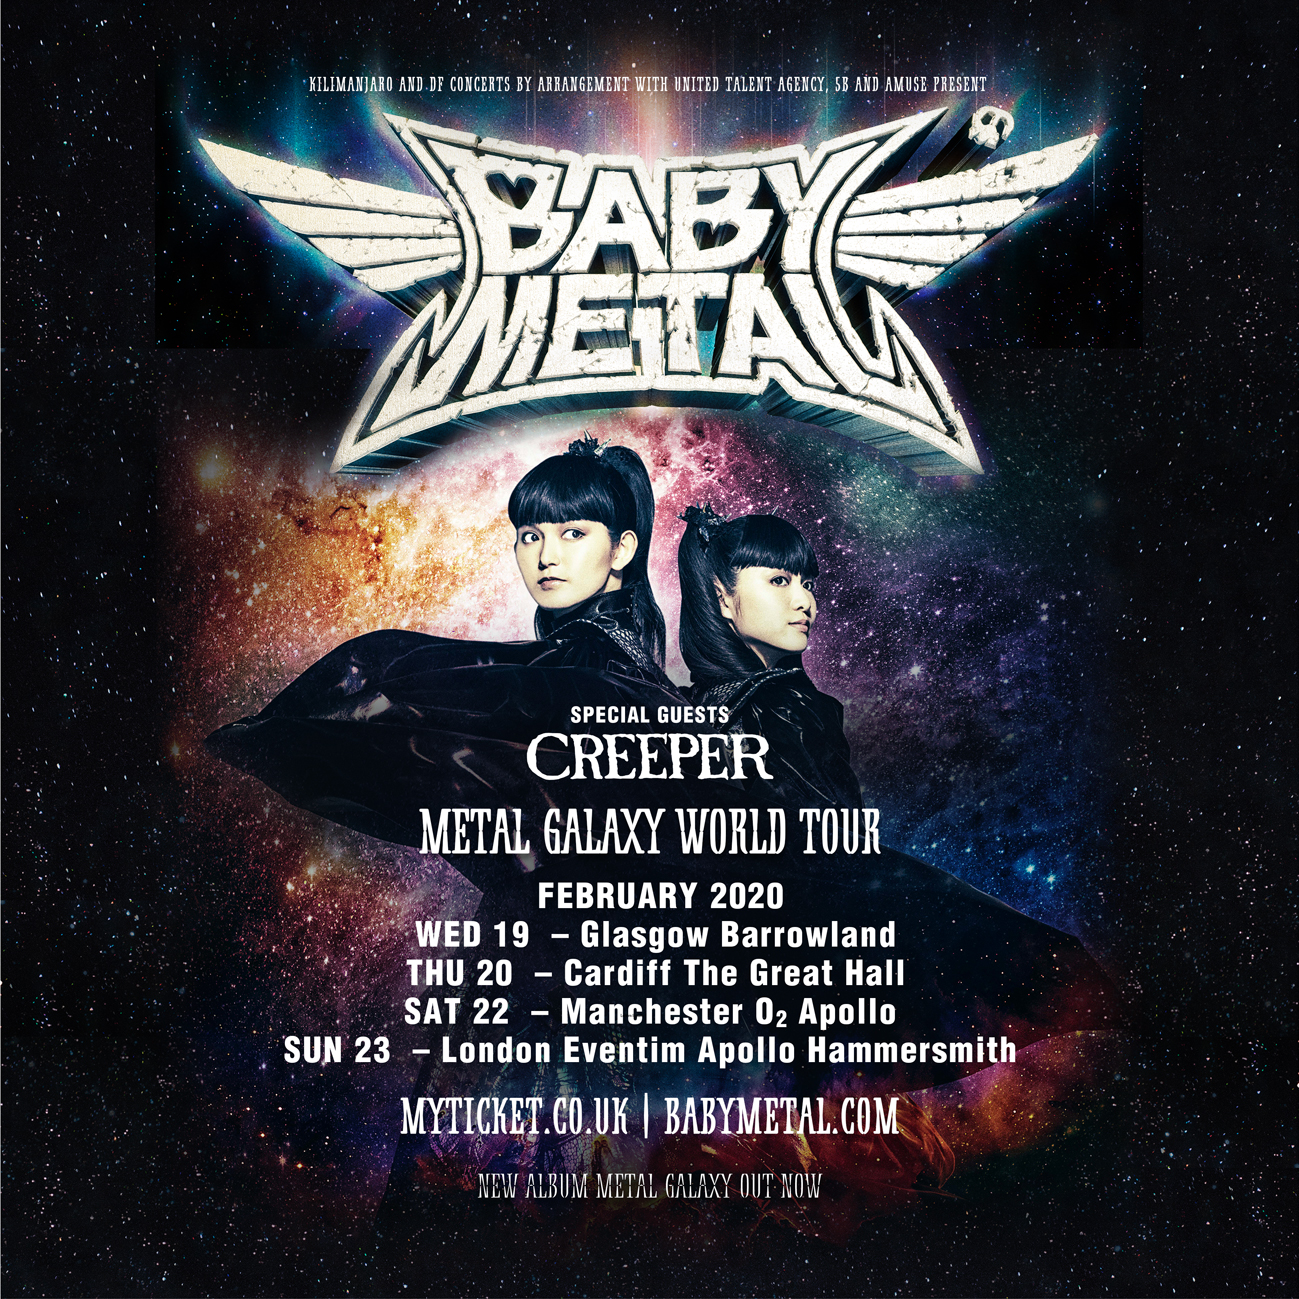 KILIMANJARO AND DF CONCERTS BY ARRANGEMENT WITH UNITED TALENT AGENCY, 5B AND AMUSE PRESENT
BABY
METAL
SPECIAL GUESTS
CREEPER
METAL GALAXY WORLD TOUR
FEBRUARY 2020
WED 19 – Glasgow Barrowland
THU 20 – Cardiff The Great Hall
SAT 22 – Manchester O₂ Apollo
SUN 23 – London Eventim Apollo Hammersmith
MYTICKET.CO.UK | BABYMETAL.COM
NEW ALBUM METAL GALAXY OUT NOW